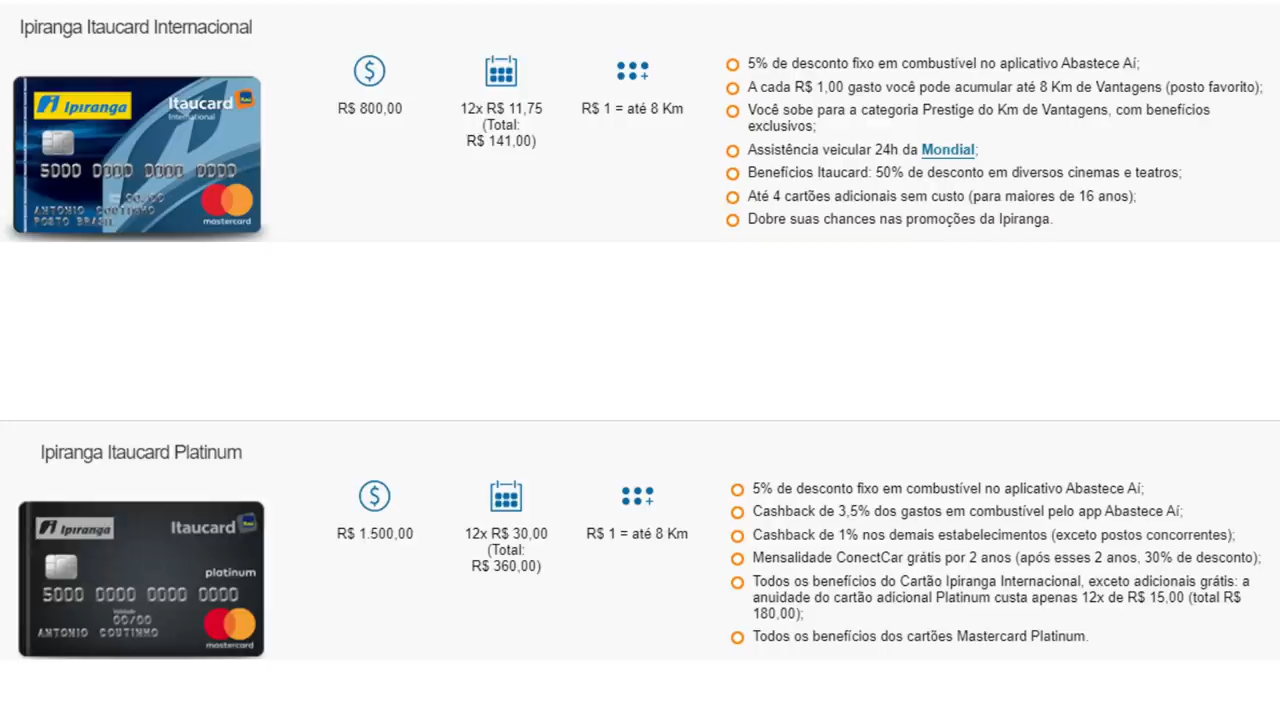 Ipiranga Itaucard Internacional
Ipiranga
Itaucard
International
5000 0000 0000 0000
00/00
ANTONIO COUTINHO
POSTO BRASIL
mastercard
R$ 800,00
12x R$ 11,75
(Total:
R$ 141,00)
R$ 1 = até 8 Km
5% de desconto fixo em combustível no aplicativo Abastece Aí;
A cada R$ 1,00 gasto você pode acumular até 8 Km de Vantagens (posto favorito);
Você sobe para a categoria Prestige do Km de Vantagens, com benefícios
exclusivos;
Assistência veicular 24h da Mondial;
Benefícios Itaucard: 50% de desconto em diversos cinemas e teatros;
Até 4 cartões adicionais sem custo (para maiores de 16 anos);
Dobre suas chances nas promoções da Ipiranga.
Ipiranga Itaucard Platinum
Ipiranga
Itaucard
platinum
5000 0000 0000 0000
00/00
ANTONIO COUTINHO
mastercard
R$ 1.500,00
12x R$ 30,00
(Total:
R$ 360,00)
R$ 1 = até 8 Km
5% de desconto fixo em combustível no aplicativo Abastece Aí;
Cashback de 3,5% dos gastos em combustível pelo app Abastece Aí;
Cashback de 1% nos demais estabelecimentos (exceto postos concorrentes);
Mensalidade ConectCar grátis por 2 anos (após esses 2 anos, 30% de desconto);
Todos os benefícios do Cartão Ipiranga Internacional, exceto adicionais grátis: a
anuidade do cartão adicional Platinum custa apenas 12x de R$ 15,00 (total R$
180,00);
Todos os benefícios dos cartões Mastercard Platinum.